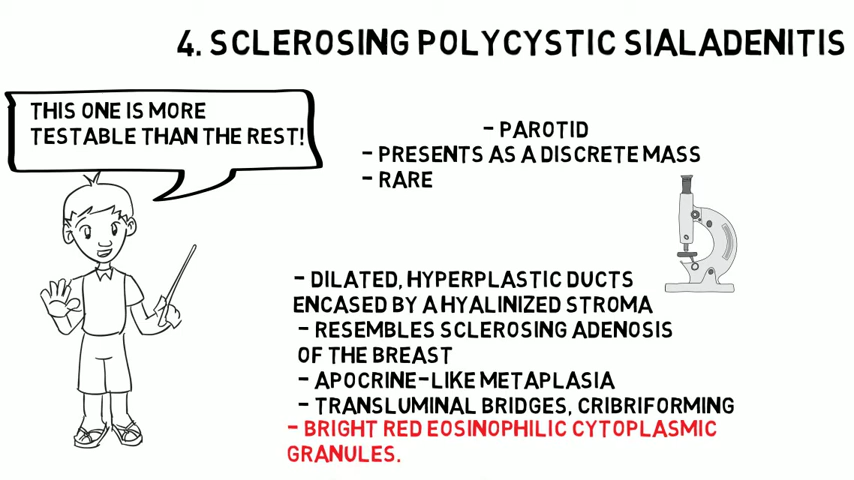 4. SCLEROSING POLYCYSTIC SIALADENITIS
THIS ONE IS MORE
TESTABLE THAN THE REST!
- PAROTID
- PRESENTS AS A DISCRETE MASS
- RARE
- DILATED, HYPERPLASTIC DUCTS
ENCASED BY A HYALINIZED STROMA
- RESEMBLES SCLEROSING ADENOSIS
OF THE BREAST
- APOCRINE-LIKE METAPLASIA
- TRANSLUMINAL BRIDGES, CRIBRIFORMING
- BRIGHT RED EOSINOPHILIC CYTOPLASMIC
GRANULES.